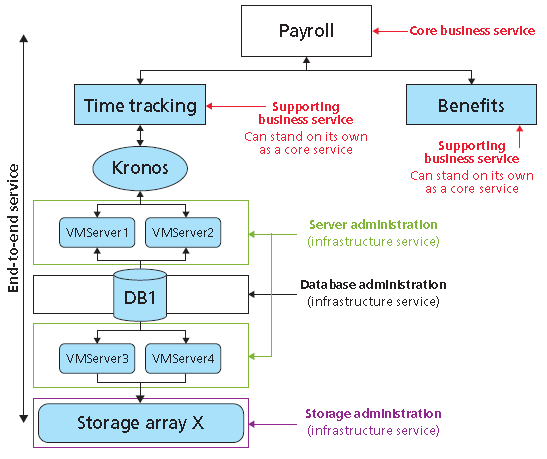 Payroll
Core business service
Time tracking
Supporting
business service
Can stand on its own
as a core service
Benefits
Supporting
business service
Can stand on its own
as a core service
Kronos
End-to-end service
VMServer1
VMServer2
Server administration
(infrastructure service)
DB1
Database administration
(infrastructure service)
VMServer3
VMServer4
Storage array X
Storage administration
(infrastructure service)